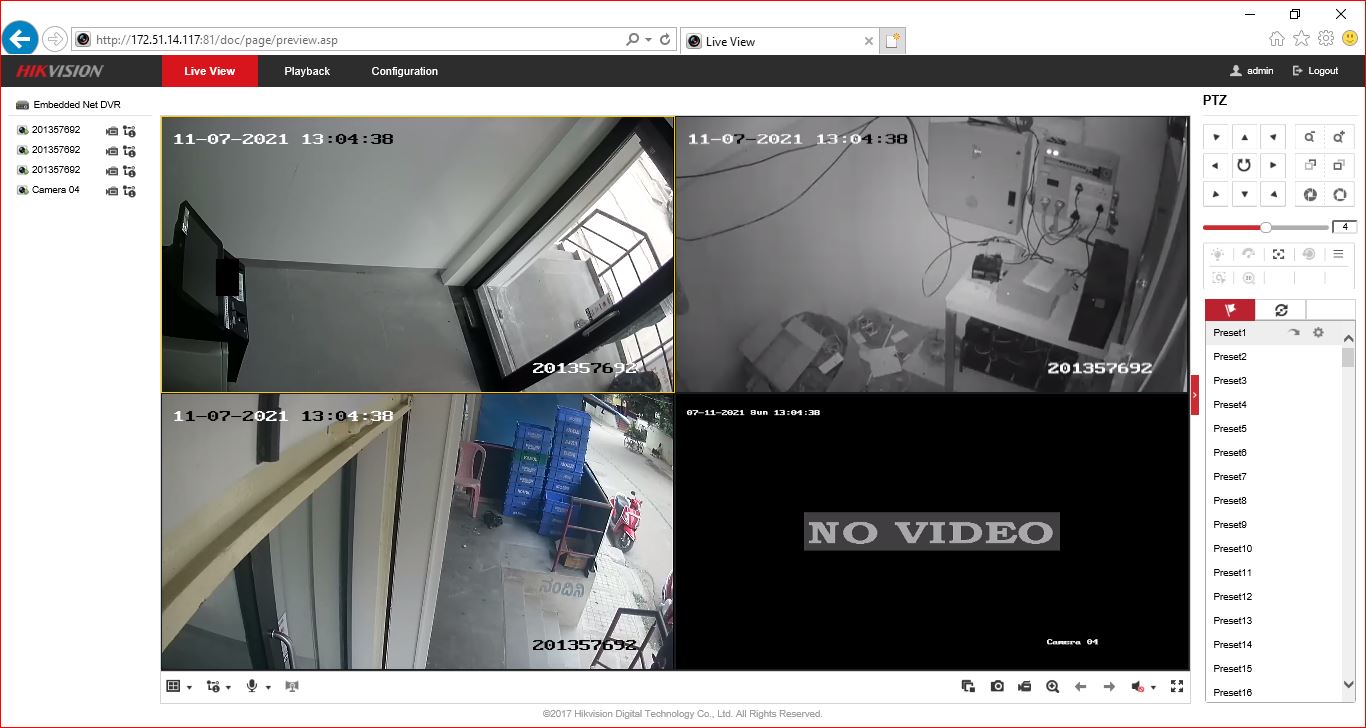 http://172.51.14.117:81/doc/page/preview.asp
Live View
HIKVISION
Live View
Playback
Configuration
admin
Logout
Embedded Net DVR
201357692
201357692
201357692
Camera 04
11-07-2021 13:04:38
201357692
11-07-2021 13:04:38
201357692
11-07-2021 13:04:38
ನಂದಿನಿ
201357692
07-11-2021 Sun 13:04:38
NO VIDEO
Camera 04
PTZ
4
Preset1
Preset2
Preset3
Preset4
Preset5
Preset6
Preset7
Preset8
Preset9
Preset10
Preset11
Preset12
Preset13
Preset14
Preset15
Preset16
©2017 Hikvision Digital Technology Co., Ltd. All Rights Reserved.